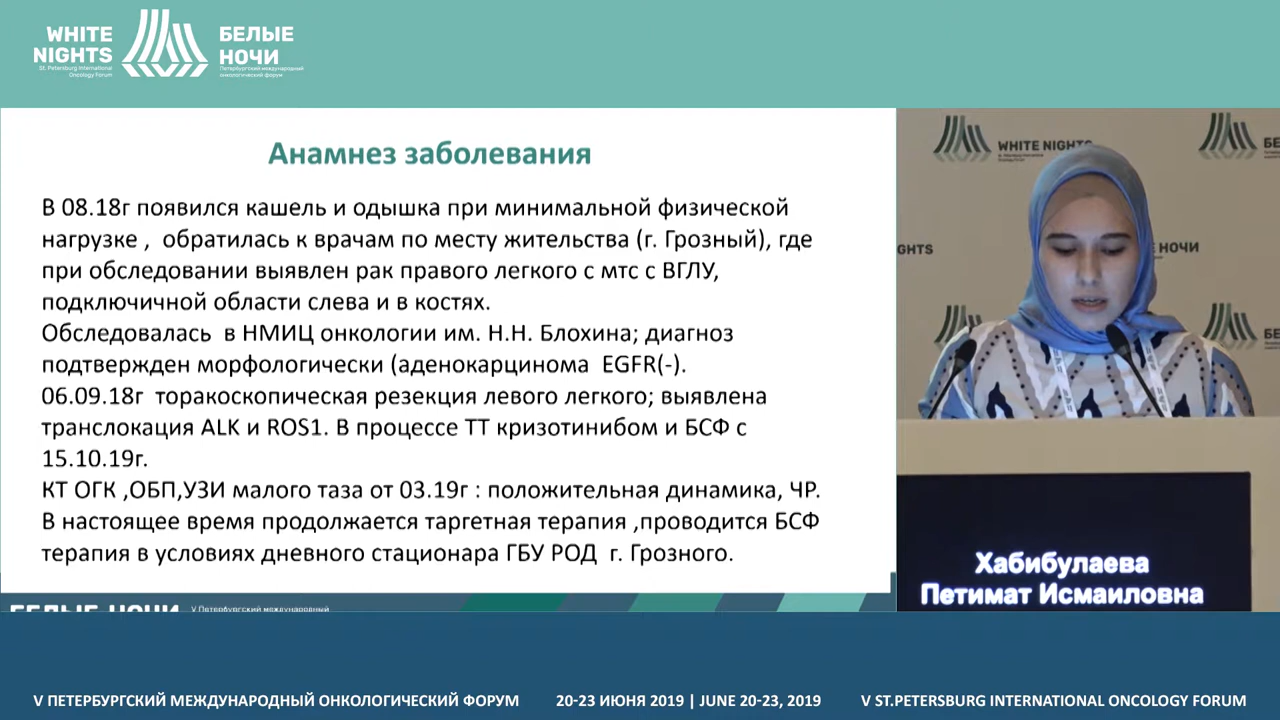 WHITE
NIGHTS
St. Petersburg International
Oncology Forum
БЕЛЫЕ
НОЧИ
Петербургский международный
онкологический форум
Анамнез заболевания
В 08.18г появился кашель и одышка при минимальной физической
нагрузке , обратилась к врачам по месту жительства (г. Грозный), где
при обследовании выявлен рак правого легкого с мтс с ВГЛУ,
подключичной области слева и в костях.
Обследовалась в НМИЦ онкологии им. Н.Н. Блохина; диагноз
подтвержден морфологически (аденокарцинома EGFR(-).
06.09.18г торакоскопическая резекция левого легкого; выявлена
транслокация ALK и ROS1. В процессе ТТ кризотинибом и БСФ с
15.10.19г.
КТ ОГК ,ОБП,УЗИ малого таза от 03.19г : положительная динамика, ЧР.
В настоящее время продолжается таргетная терапия ,проводится БСФ
терапия в условиях дневного стационара ГБУ РОД г. Грозного.
БЕЛЫЕ НОЧИ
V Петербургский международный
WHITE NIGHTS
GHTS
НОЧИ
Хабибулаева
Петимат Исмаиловна
V ПЕТЕРБУРГСКИЙ МЕЖДУНАРОДНЫЙ ОНКОЛОГИЧЕСКИЙ ФОРУМ
20-23 ИЮНЯ 2019 | JUNE 20-23, 2019
V ST.PETERSBURG INTERNATIONAL ONCOLOGY FORUM